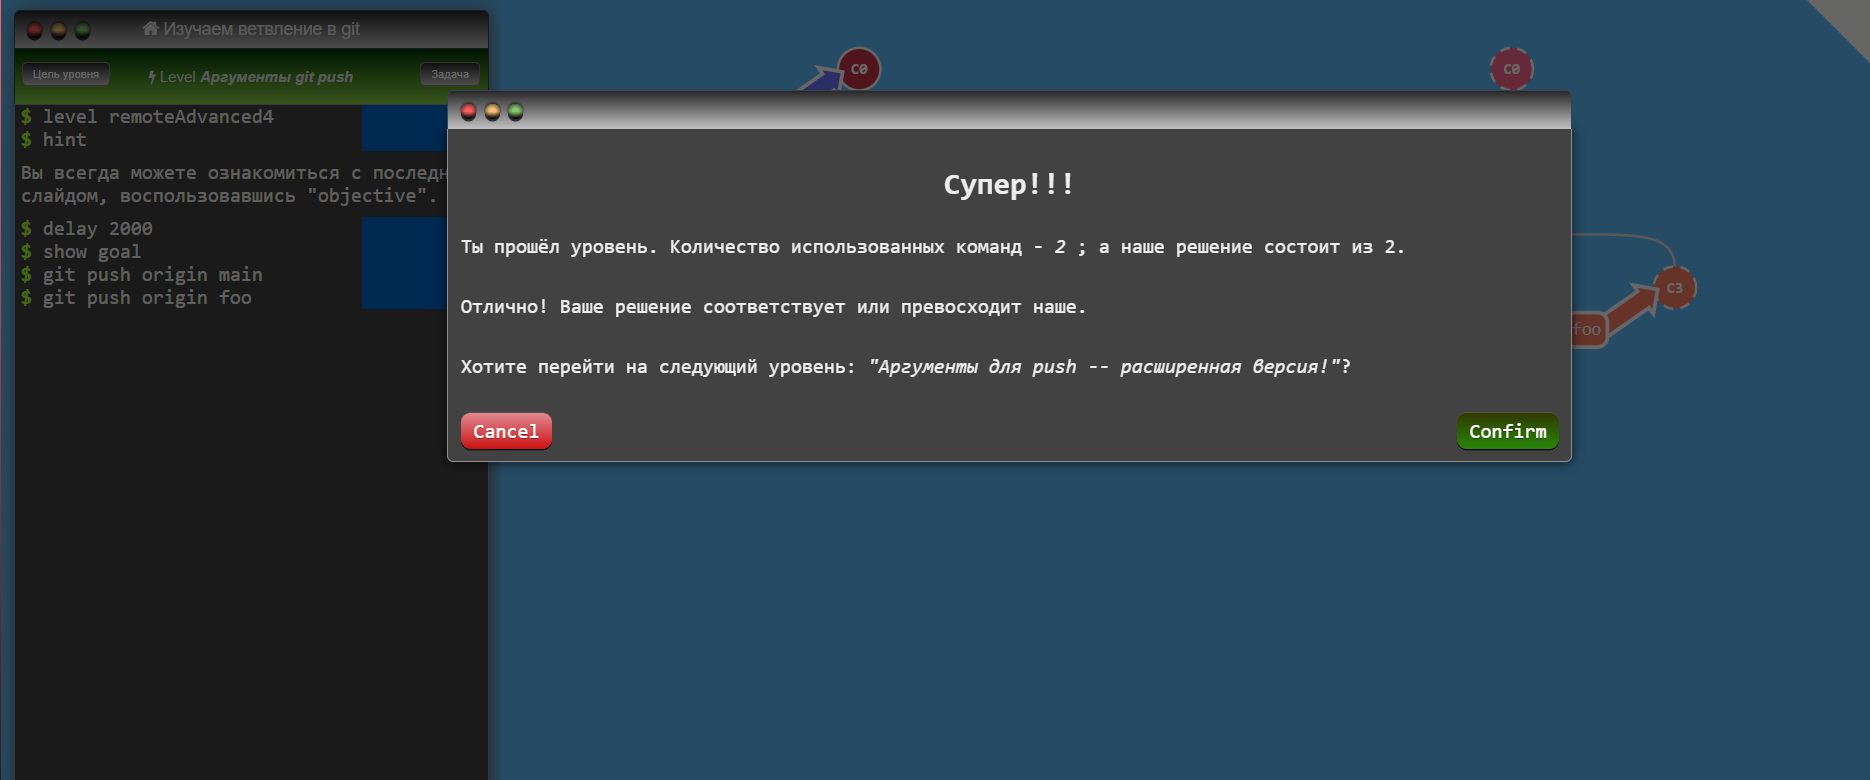 Изучаем ветвление в git
Цель уровня
Level Аргументы git push
Задача
$ level remoteAdvanced4
$ hint
Вы всегда можете ознакомиться с последн
слайдом, воспользовавшись "objective".
$ delay 2000
$ show goal
$ git push origin main
$ git push origin foo
C0
C0
Супер!!!
Ты прошёл уровень. Количество использованных команд - 2 ; а наше решение состоит из 2.
Отлично! Ваше решение соответствует или превосходит наше.
Хотите перейти на следующий уровень: "Аргументы для push -- расширенная версия!"?
Cancel
Confirm
C3
foo